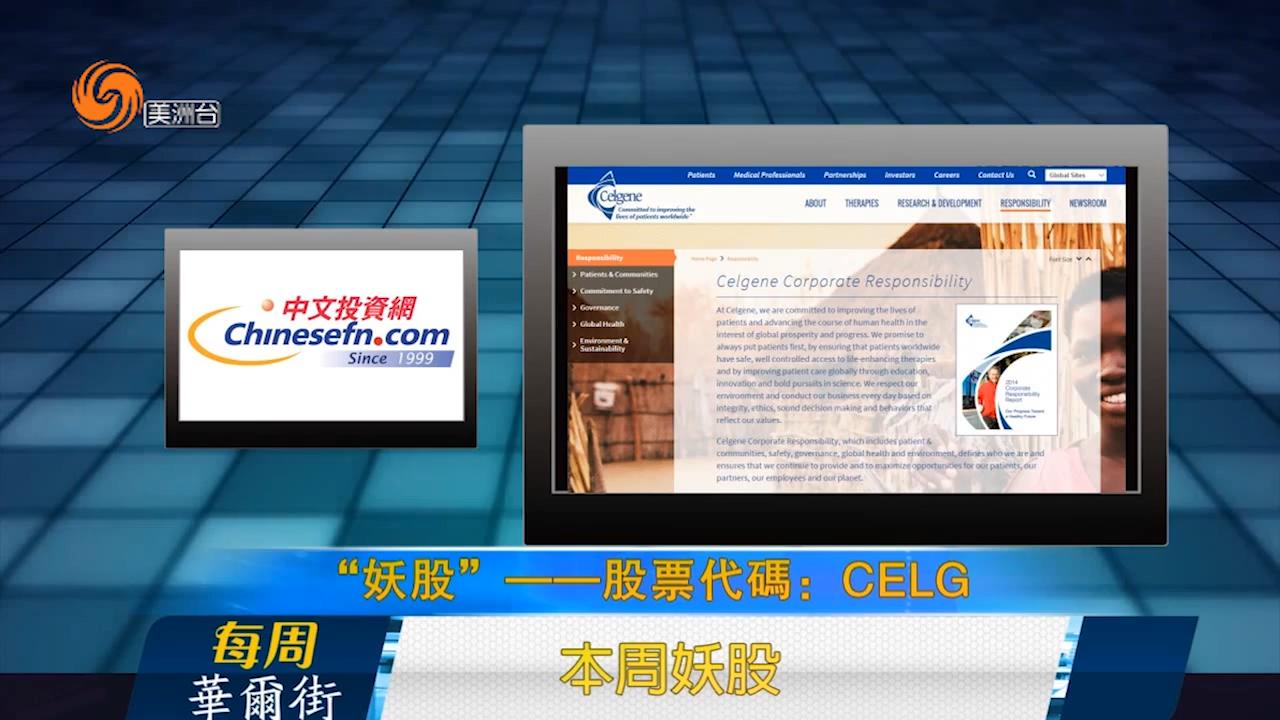 美洲台
中文投資網
Chinesefn.com
Since 1999
Patients Medical Professionals Partnerships Investors Careers Contact Us Global Sites
Celgene
Committed to improving the
lives of patients worldwide
ABOUT THERAPIES RESEARCH & DEVELOPMENT RESPONSIBILITY NEWSROOM
Responsibility
Patients & Communities
Commitment to Safety
Governance
Global Health
Environment &
Sustainability
Home Page > Responsibility
Font Size
Celgene Corporate Responsibility
At Celgene, we are committed to improving the lives of
patients and advancing the course of human health in the
interest of global prosperity and progress. We promise to
always put patients first, by ensuring that patients worldwide
have safe, well controlled access to life-enhancing therapies
and by improving patient care globally through education,
innovation and bold pursuits in science. We respect our
environment and conduct our business every day based on
integrity, ethics, sound decision making and behaviors that
reflect our values.
2014
Corporate
Responsibility
Report
Our Progress Toward
a Healthy Future
Celgene Corporate Responsibility, which includes patient &
communities, safety, governance, global health and environment, defines who we are and
ensures that we continue to provide and to maximize opportunities for our patients, our
partners, our employees and our planet.
“妖股”——股票代碼：CELG
每周
華爾街
本周妖股